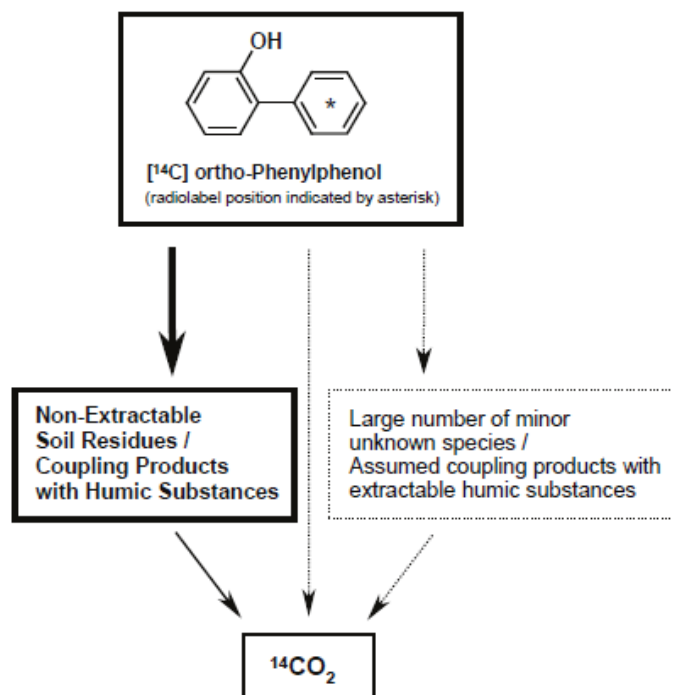 OH
*
[¹⁴C] ortho-Phenylphenol
(radiolabel position indicated by asterisk)
Non-Extractable
Soil Residues /
Coupling Products
with Humic Substances
Large number of minor
unknown species /
Assumed coupling products with
extractable humic substances
¹⁴CO₂